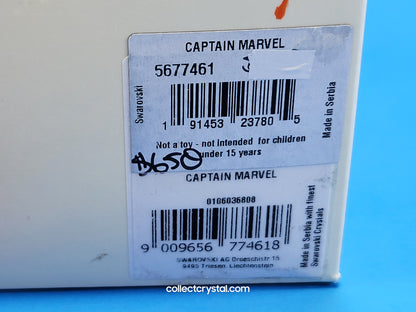 CAPTAIN MARVEL
5677461
Swarovski
1 91453 23780 5
Made in Serbia
Not a toy - not intended for children
under 15 years
$650
CAPTAIN MARVEL
0106036808
9 009656 774618
Made in Serbia with finest
Swarovski Crystals
SWAROVSKI AG Droeschistr 15
9495 Triesen, Liechtenstein
collectcrystal.com